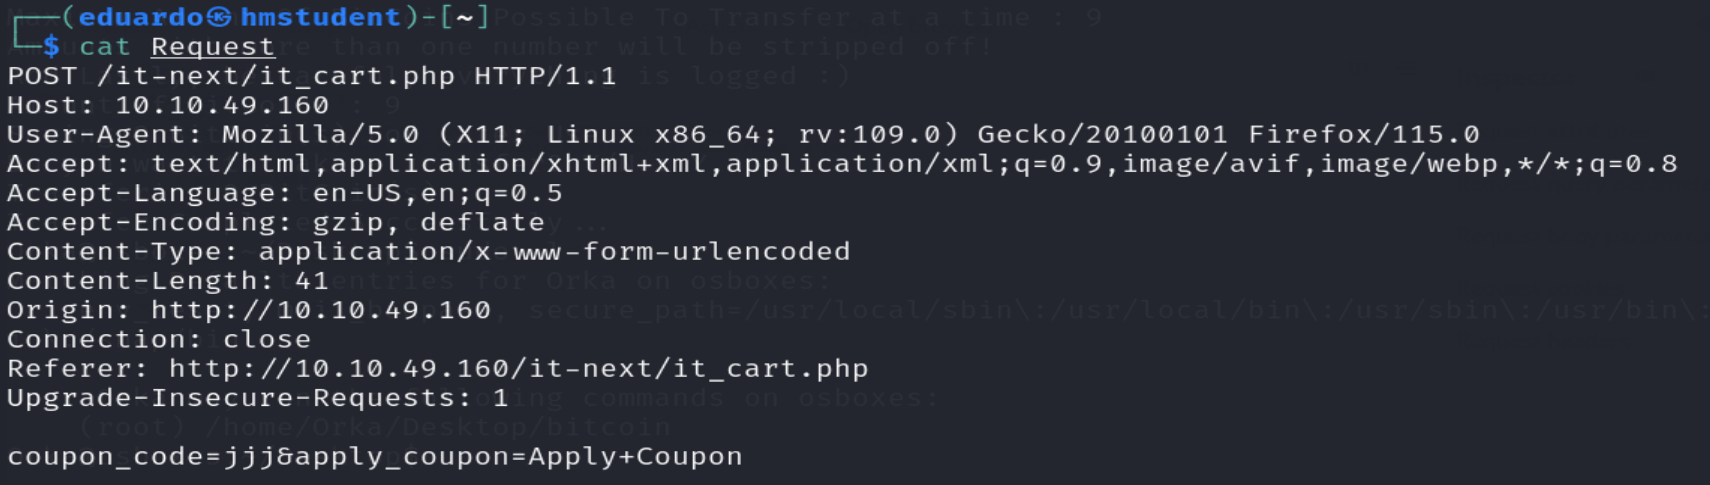 ┌──(eduardo㉿hmstudent)-[~]
└─$ cat Request
POST /it-next/it_cart.php HTTP/1.1
Host: 10.10.49.160
User-Agent: Mozilla/5.0 (X11; Linux x86_64; rv:109.0) Gecko/20100101 Firefox/115.0
Accept: text/html,application/xhtml+xml,application/xml;q=0.9,image/avif,image/webp,*/*;q=0.8
Accept-Language: en-US,en;q=0.5
Accept-Encoding: gzip, deflate
Content-Type: application/x-www-form-urlencoded
Content-Length: 41
Origin: http://10.10.49.160
Connection: close
Referer: http://10.10.49.160/it-next/it_cart.php
Upgrade-Insecure-Requests: 1

coupon_code=jjj&apply_coupon=Apply+Coupon